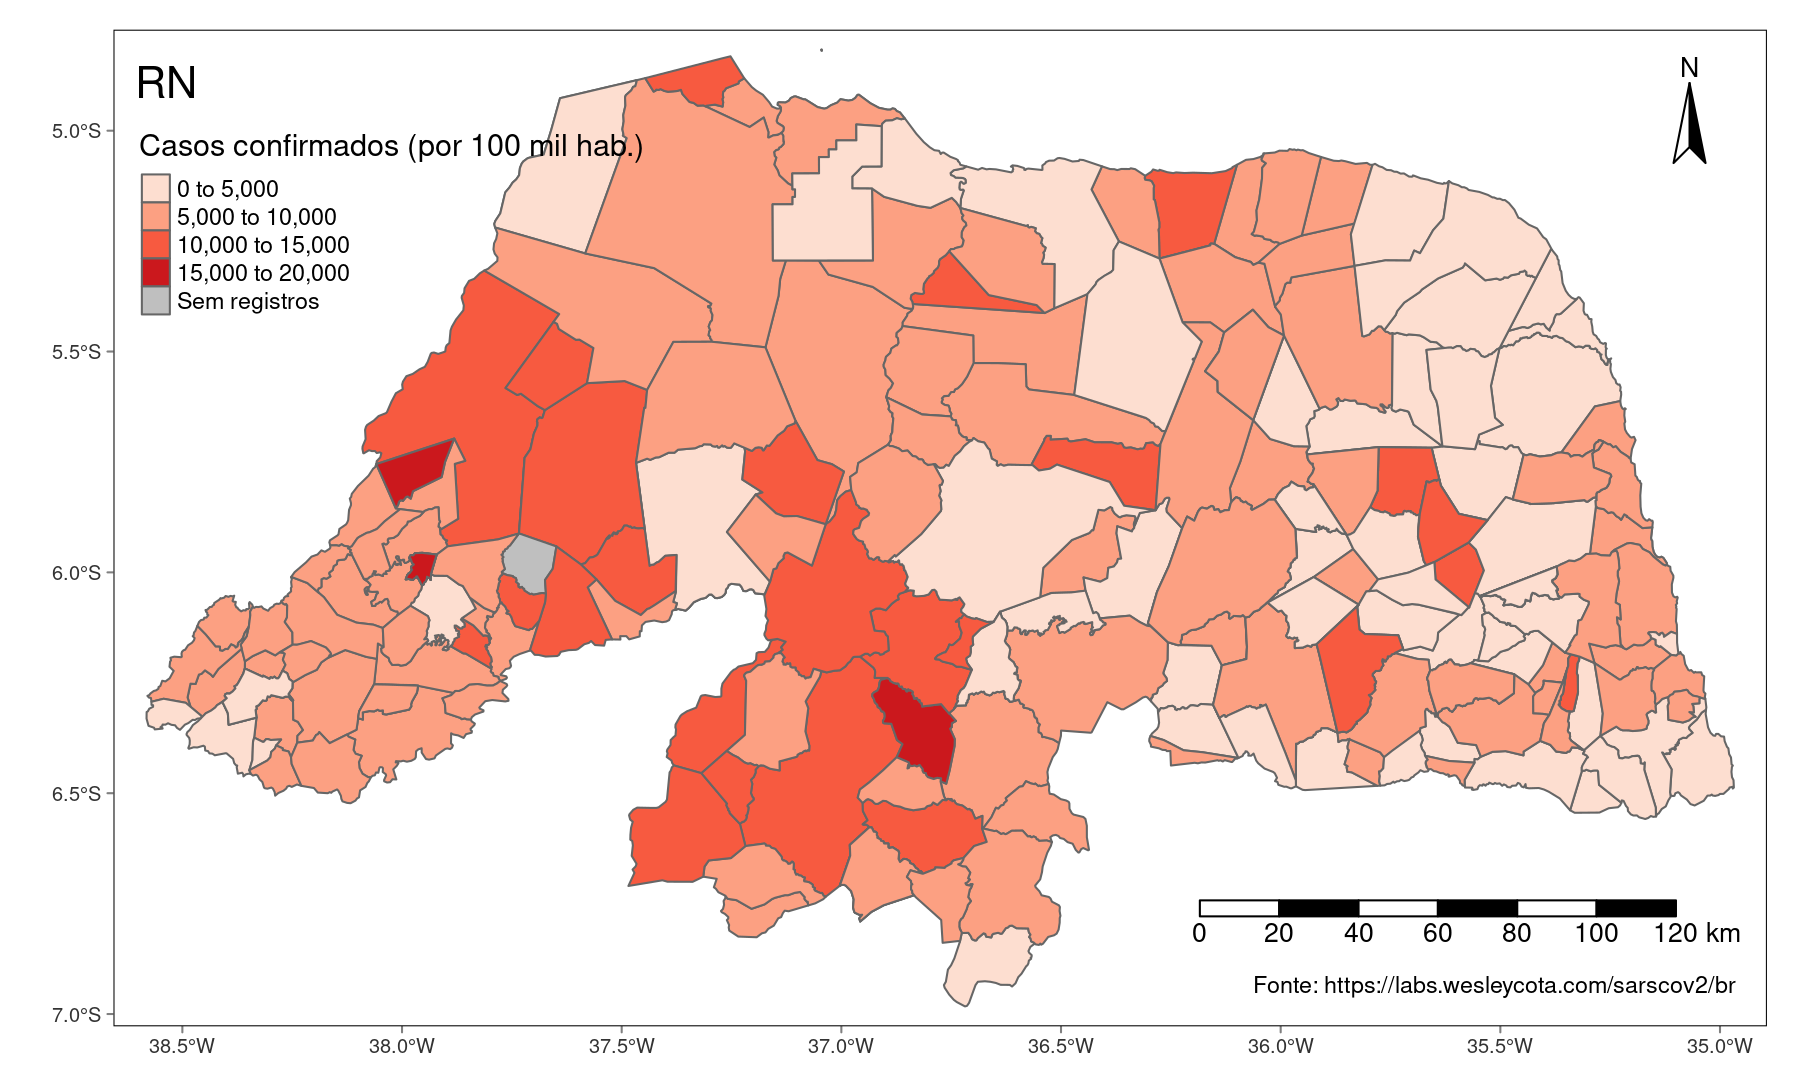 RN
N
Casos confirmados (por 100 mil hab.)
0 to 5,000
5,000 to 10,000
10,000 to 15,000
15,000 to 20,000
Sem registros
5.0°S
5.5°S
6.0°S
6.5°S
7.0°S
0 20 40 60 80 100 120 km
Fonte: https://labs.wesleycota.com/sarscov2/br
38.5°W 38.0°W 37.5°W 37.0°W 36.5°W 36.0°W 35.5°W 35.0°W